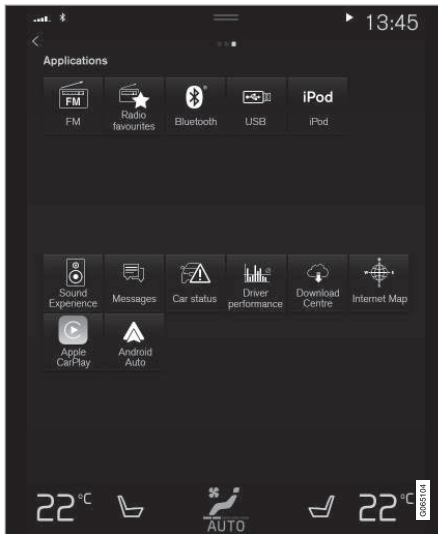 13:45
Applications
FM
FM
Radio
favourites
Bluetooth
USB
iPod
iPod
Sound
Experience
Messages
Car status
Driver
performance
Download
Centre
Internet Map
Apple
CarPlay
Android
Auto
22°C
AUTO
22°C
G065104